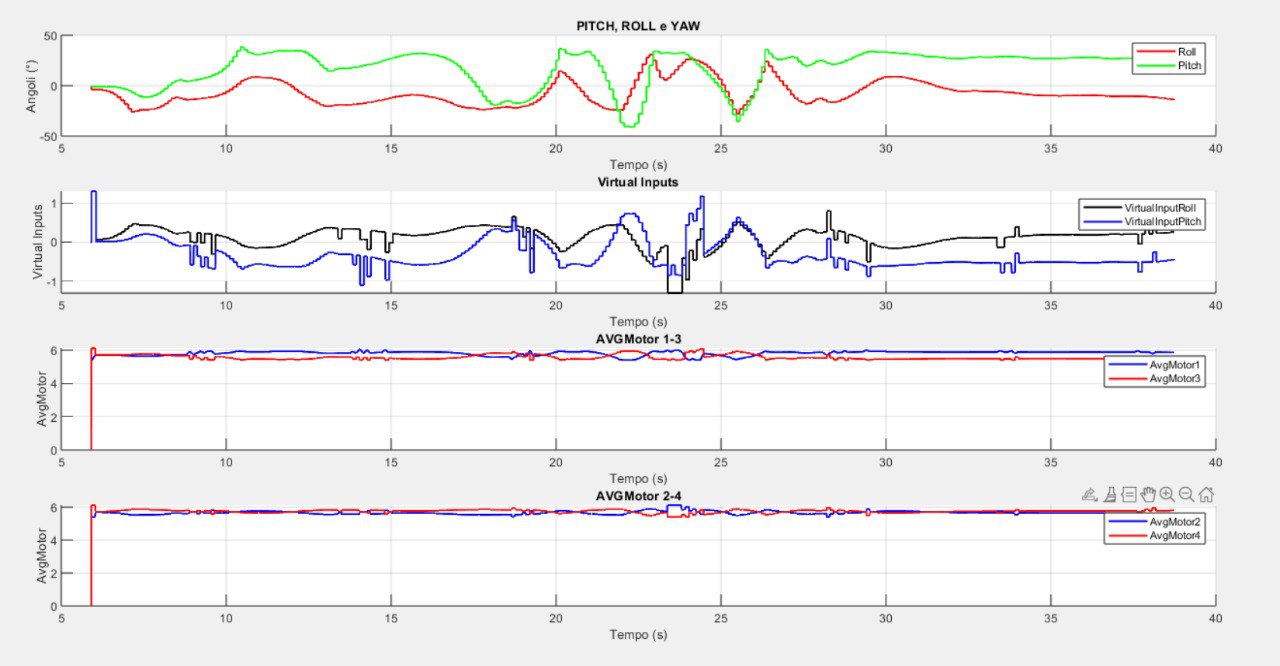 PITCH, ROLL e YAW
50
0
-50
Angoli (°)
Roll
Pitch
5 10 15 20 25 30 35 40
Tempo (s)
Virtual Inputs
1
0
-1
Virtual Inputs
VirtualInputRoll
VirtualInputPitch
5 10 15 20 25 30 35 40
Tempo (s)
AVGMotor 1-3
6
4
2
0
AvgMotor
AvgMotor1
AvgMotor3
5 10 15 20 25 30 35 40
Tempo (s)
AVGMotor 2-4
6
4
2
0
AvgMotor
AvgMotor2
AvgMotor4
5 10 15 20 25 30 35 40
Tempo (s)